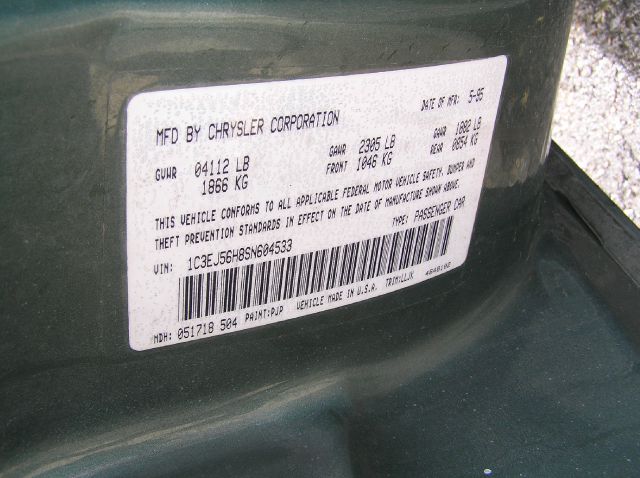 MFD BY CHRYSLER CORPORATION DATE OF MFR: 5-95
GVWR 04112 LB GAWR 2305 LB GAWR 1882 LB
1866 KG FRONT 1046 KG REAR 0854 KG
THIS VEHICLE CONFORMS TO ALL APPLICABLE FEDERAL MOTOR VEHICLE SAFETY, BUMPER AND
THEFT PREVENTION STANDARDS IN EFFECT ON THE DATE OF MANUFACTURE SHOWN ABOVE.
VIN: 1C3EJ56H8SN604533 TYPE: PASSENGER CAR
MDH: 051718 504 PAINT:PJP VEHICLE MADE IN U.S.A. TRIM:LLJK